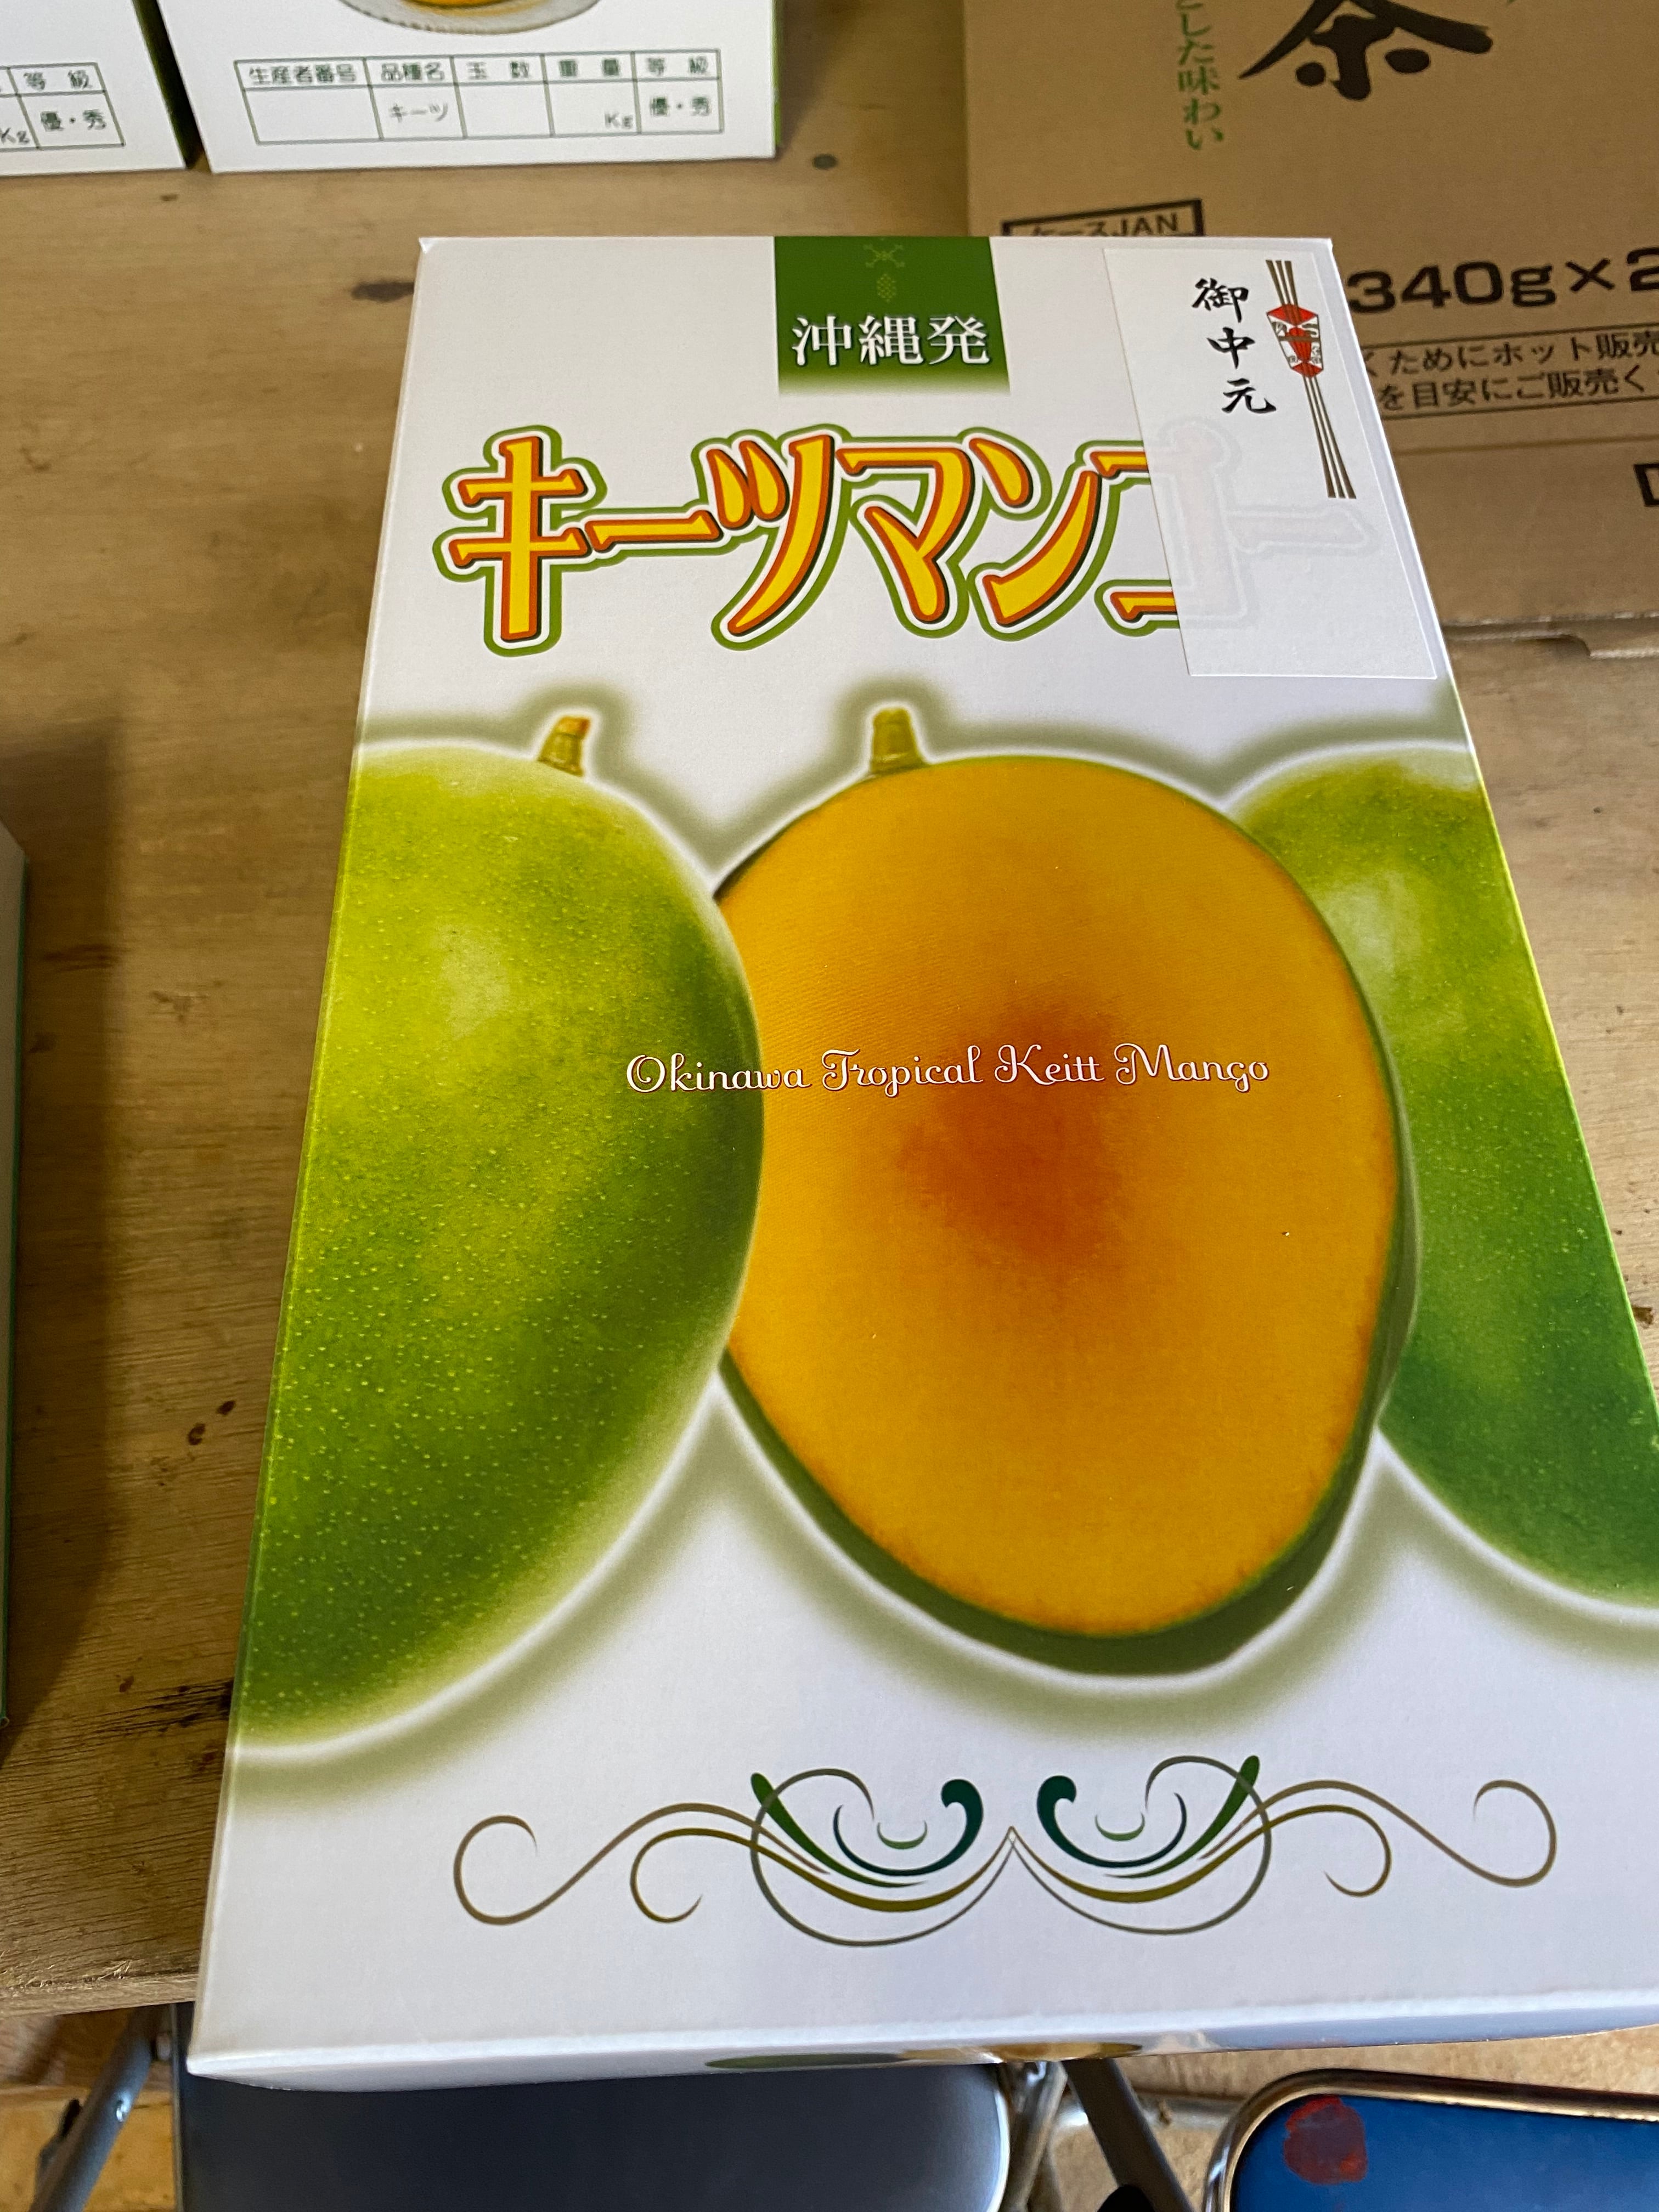 等 級
Kg 優・秀
生産者番号 品種名 玉 数 重 量 等 級
キーツ Kg 優・秀
した味わい
茶
ケースJAN
340g×2
くためにホット販売
を目安にご販売く
沖縄発
御中元
キーツマンゴー
Okinawa Tropical Keitt Mango